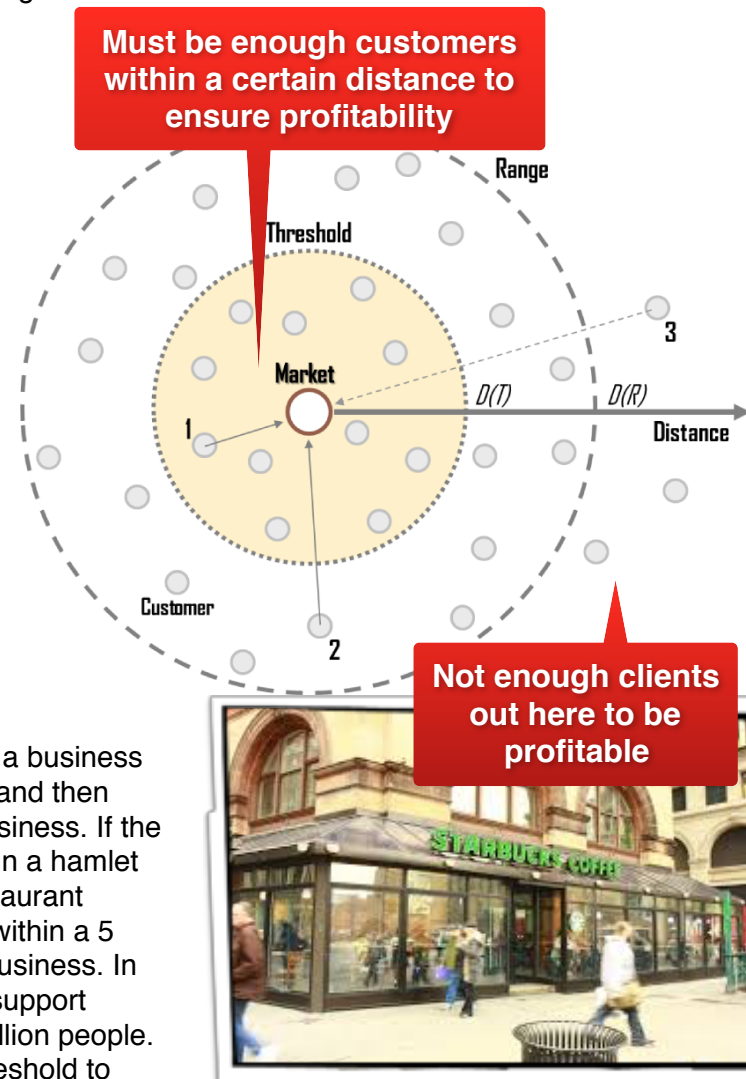 Must be enough customers
within a certain distance to
ensure profitability
Range
Threshold
Market
3
D(T)
D(R)
1
Distance
Customer
2
Not enough clients
out here to be
profitable
a business
and then
siness. If the
n a hamlet
aurant
within a 5
usiness. In
support
llion people.
eshold to
STARBUCKS COFFEE